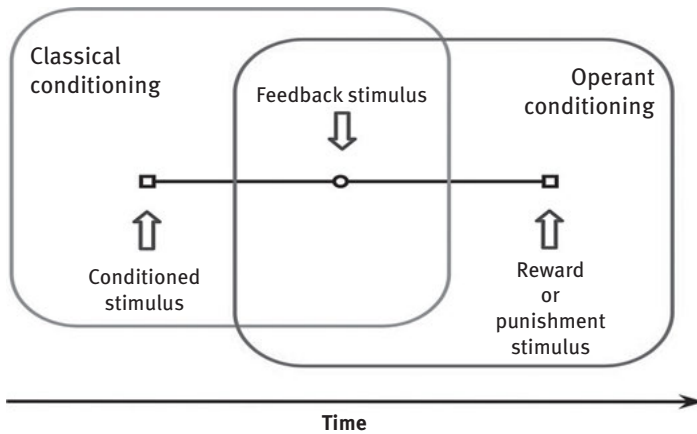 Classical
conditioning
Operant
conditioning
Feedback stimulus
Conditioned
stimulus
Reward
or
punishment
stimulus
Time